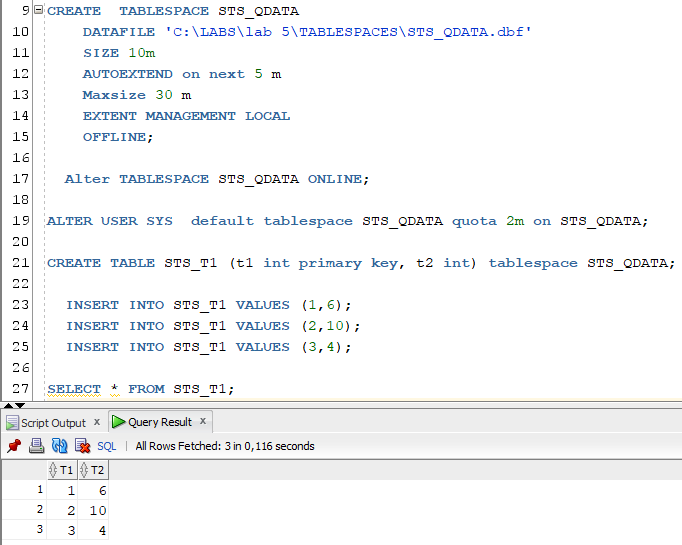 9 CREATE  TABLESPACE STS_QDATA
10 DATAFILE 'C:\LABS\lab 5\TABLESPACES\STS_QDATA.dbf'
11 SIZE 10m
12 AUTOEXTEND on next 5 m
13 Maxsize 30 m
14 EXTENT MANAGEMENT LOCAL
15 OFFLINE;
16
17 Alter TABLESPACE STS_QDATA ONLINE;
18
19 ALTER USER SYS  default tablespace STS_QDATA quota 2m on STS_QDATA;
20
21 CREATE TABLE STS_T1 (t1 int primary key, t2 int) tablespace STS_QDATA;
22
23 INSERT INTO STS_T1 VALUES (1,6);
24 INSERT INTO STS_T1 VALUES (2,10);
25 INSERT INTO STS_T1 VALUES (3,4);
26
27 SELECT * FROM STS_T1;
Script Output x Query Result x
SQL | All Rows Fetched: 3 in 0,116 seconds
T1 T2
1 1 6
2 2 10
3 3 4